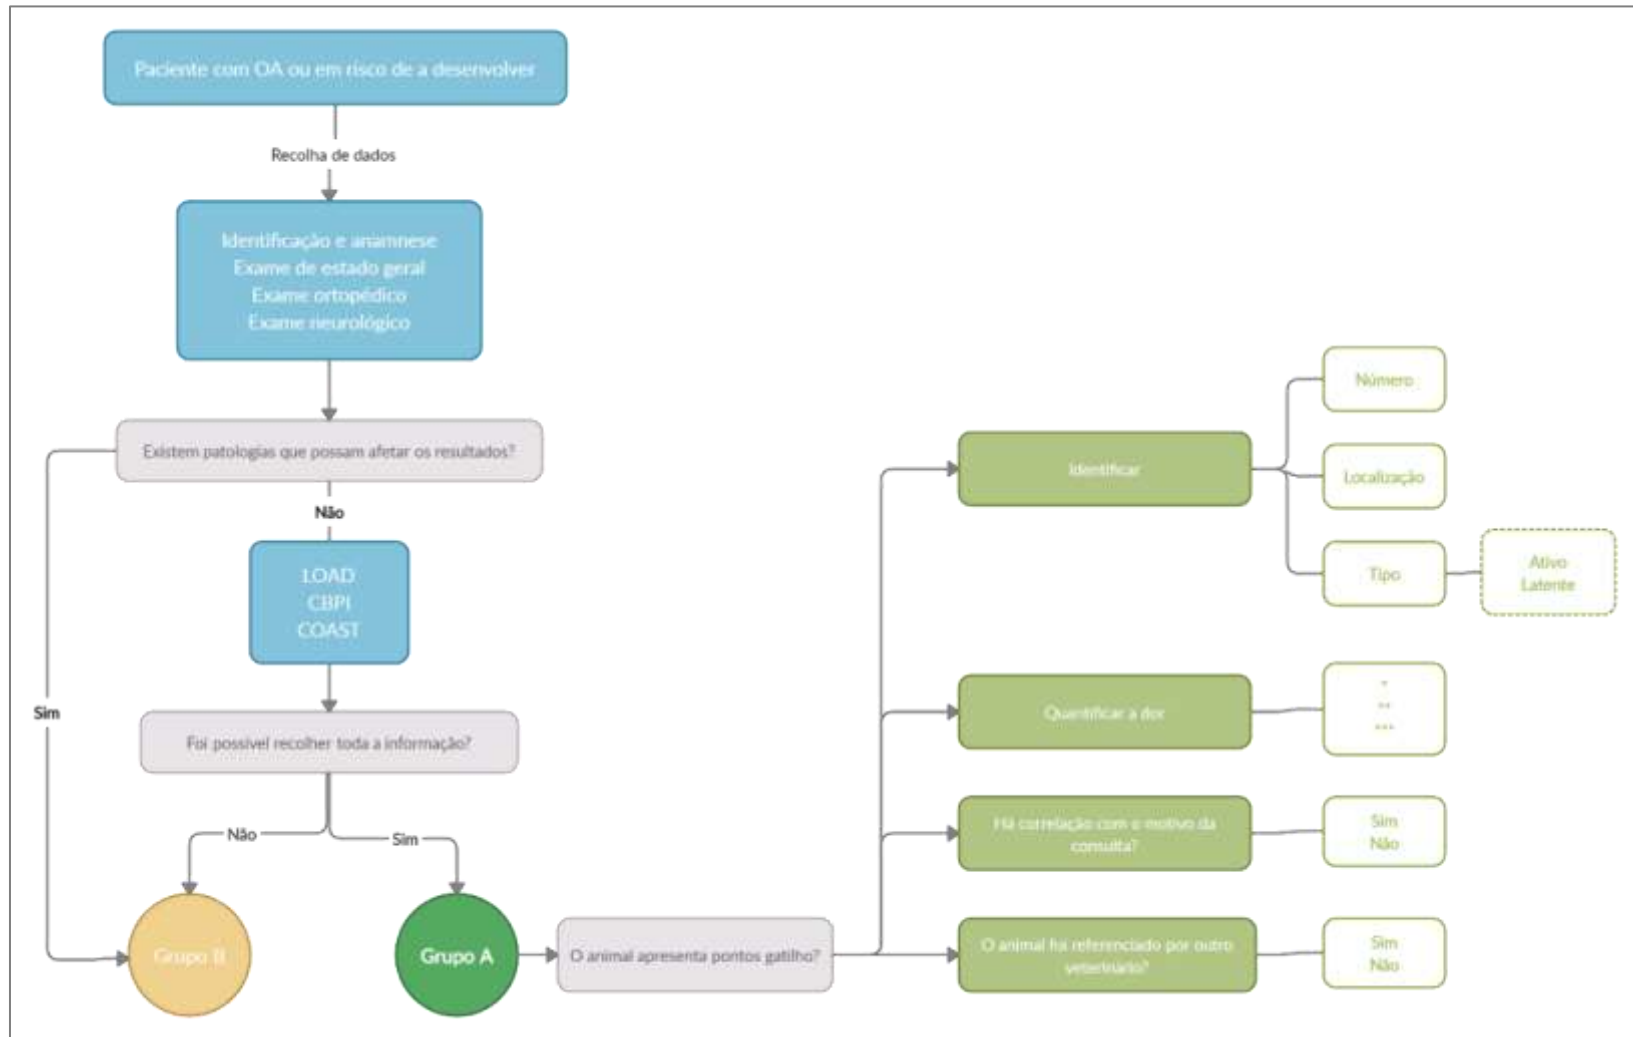 Paciente com OA ou em risco de a desenvolver
Recolha de dados
Identificação e anamnese
Exame de estado geral
Exame ortopédico
Exame neurológico
Existem patologias que possam afetar os resultados?
Não
LOAD
CBPI
COAST
Sim
Foi possível recolher toda a informação?
Não
Sim
Grupo B
Grupo A
O animal apresenta pontos gatilho?
Identificar
Número
Localização
Tipo
Ativo
Latente
Quantificar a dor
Há correlação com o motivo da
consulta?
Sim
Não
O animal foi referenciado por outro
veterinário?
Sim
Não